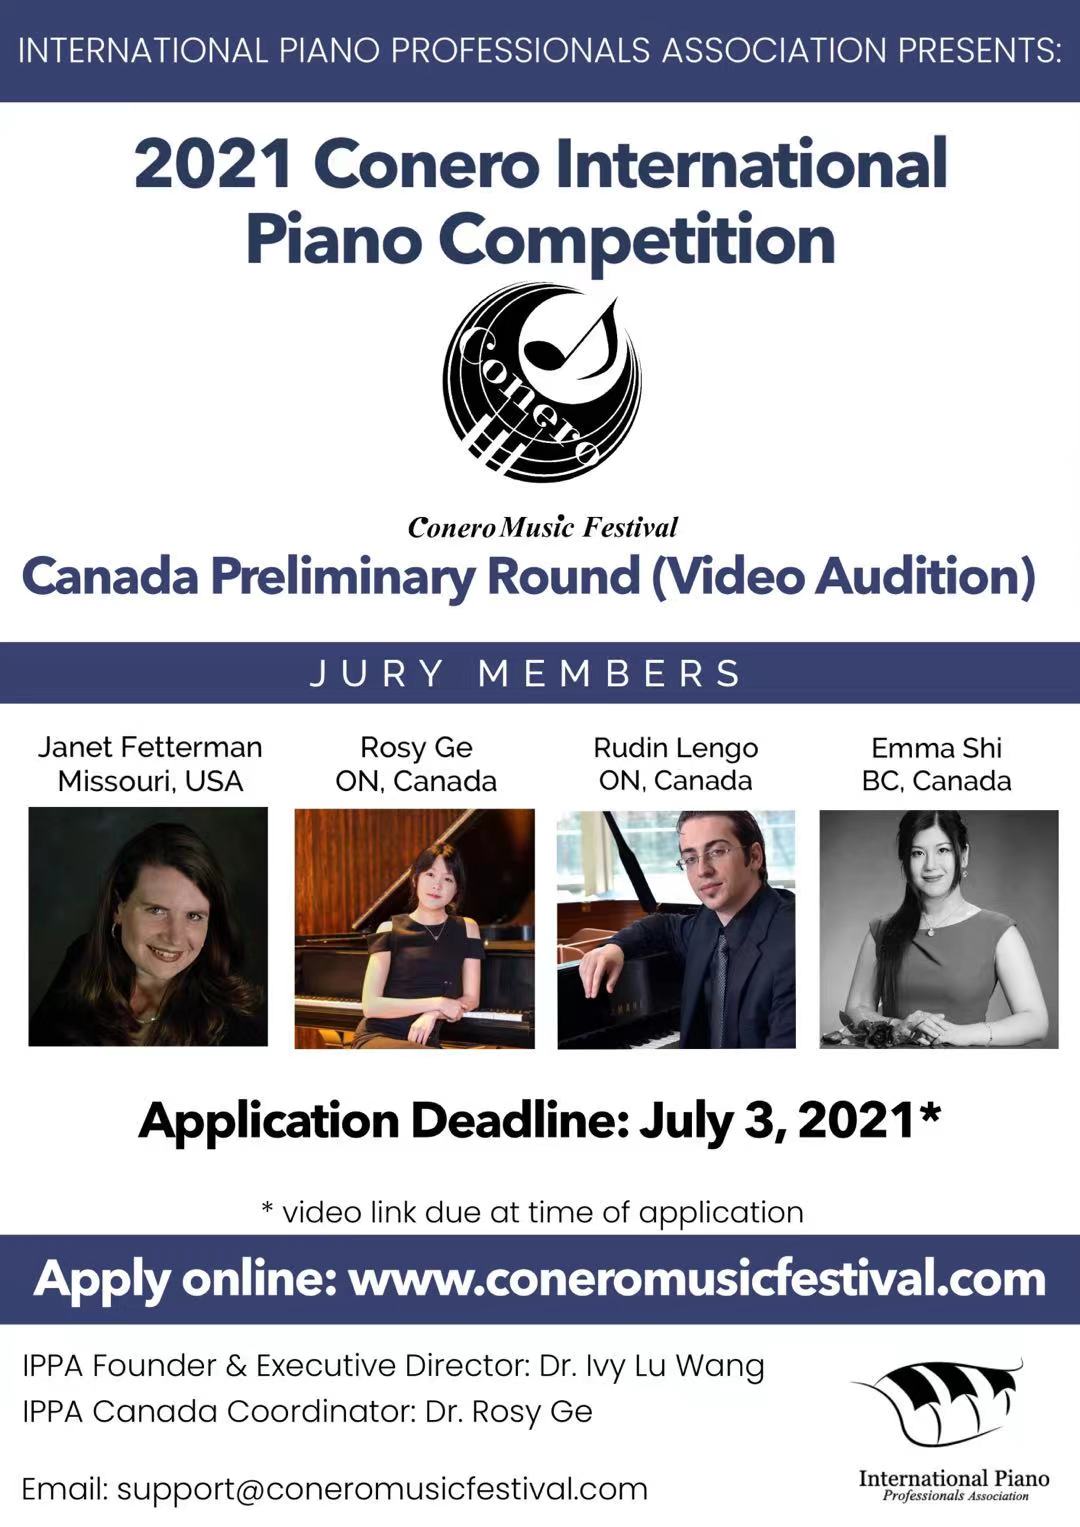 INTERNATIONAL PIANO PROFESSIONALS ASSOCIATION PRESENTS:
2021 Conero International
Piano Competition
Conero
Conero Music Festival
Canada Preliminary Round (Video Audition)
JURY MEMBERS
Janet Fetterman
Missouri, USA
Rosy Ge
ON, Canada
Rudin Lengo
ON, Canada
Emma Shi
BC, Canada
YAMAHA
Application Deadline: July 3, 2021*
* video link due at time of application
Apply online: www.coneromusicfestival.com
IPPA Founder & Executive Director: Dr. Ivy Lu Wang
IPPA Canada Coordinator: Dr. Rosy Ge
Email: support@coneromusicfestival.com
International Piano
Professionals Association